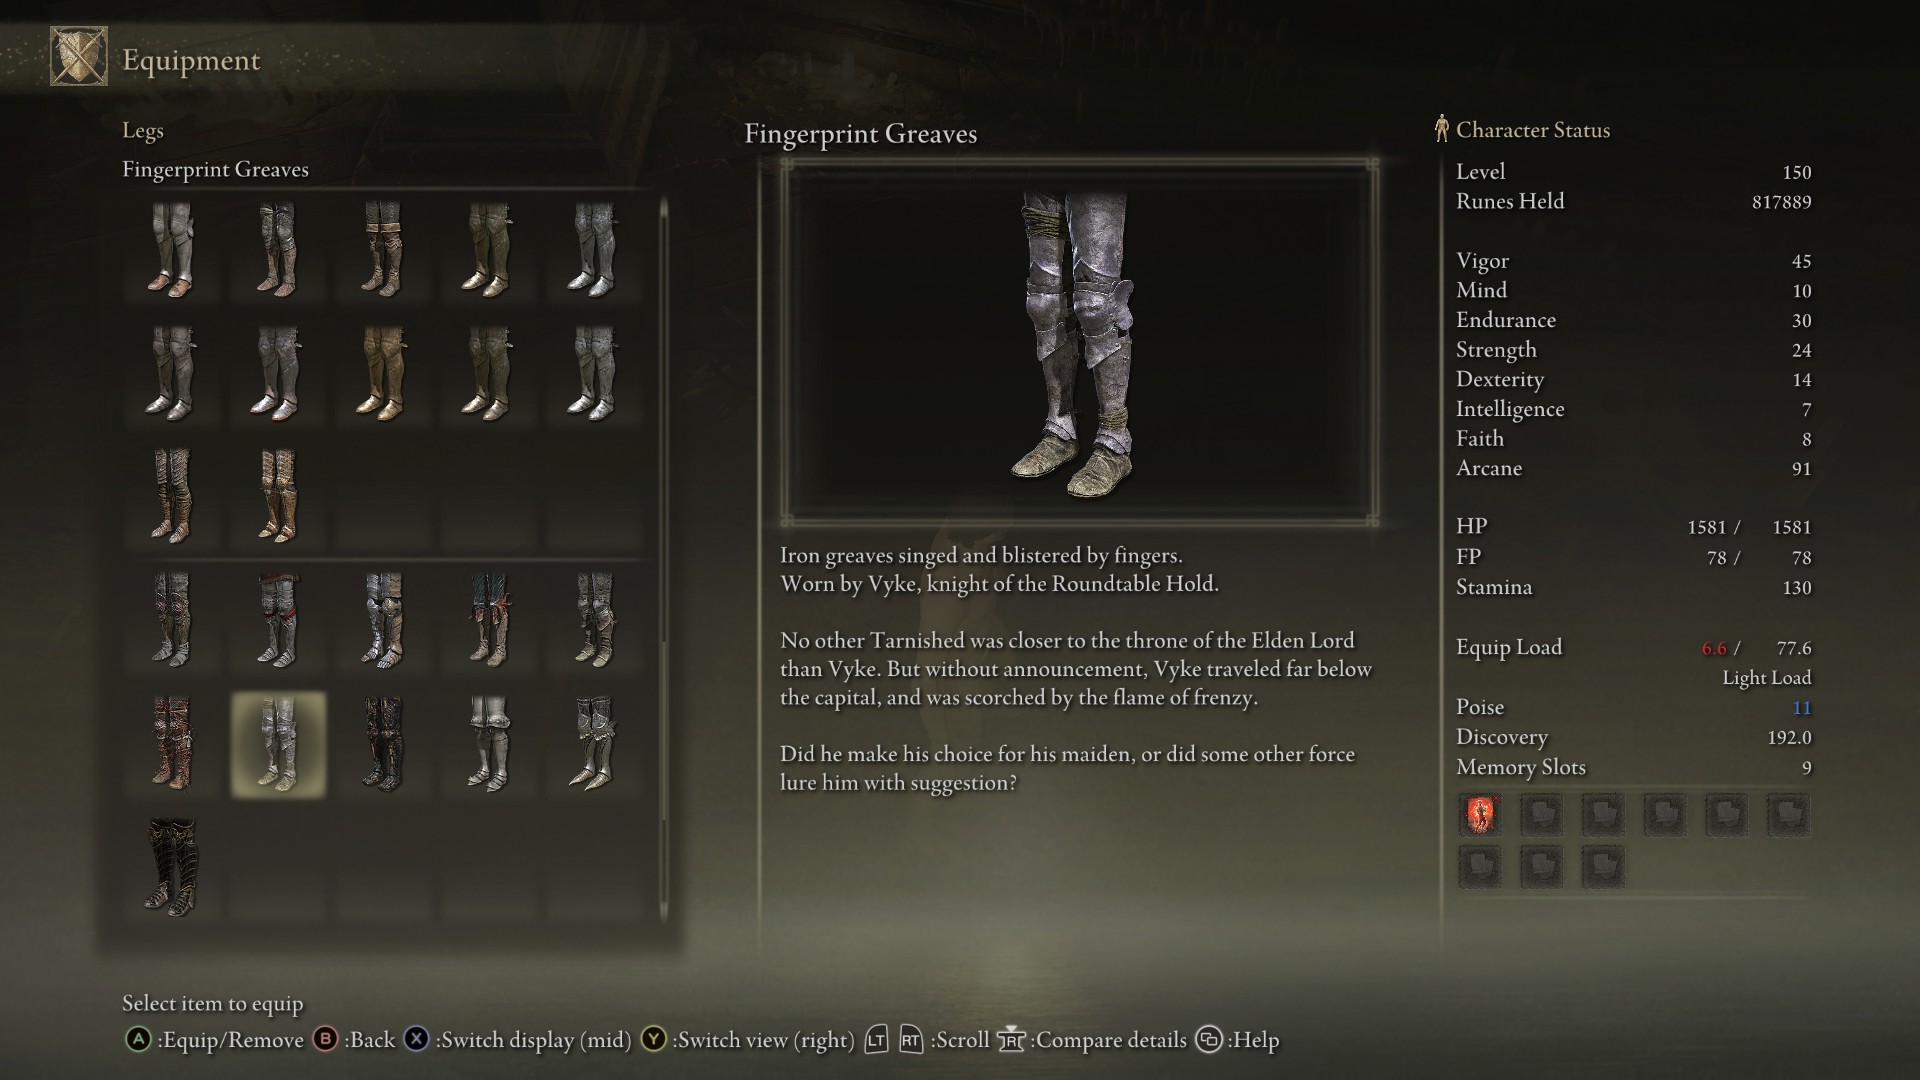 Equipment
Legs
Fingerprint Greaves
Fingerprint Greaves
Iron greaves singed and blistered by fingers.
Worn by Vyke, knight of the Roundtable Hold.
No other Tarnished was closer to the throne of the Elden Lord
than Vyke. But without announcement, Vyke traveled far below
the capital, and was scorched by the flame of frenzy.
Did he make his choice for his maiden, or did some other force
lure him with suggestion?
Character Status
Level 150
Runes Held 817889
Vigor 45
Mind 10
Endurance 30
Strength 24
Dexterity 14
Intelligence 7
Faith 8
Arcane 91
HP 1581 / 1581
FP 78 / 78
Stamina 130
Equip Load 6.6 / 77.6
Light Load
Poise 11
Discovery 192.0
Memory Slots 9
Select item to equip
A :Equip/Remove B :Back X :Switch display (mid) Y :Switch view (right) LT RT :Scroll R :Compare details :Help